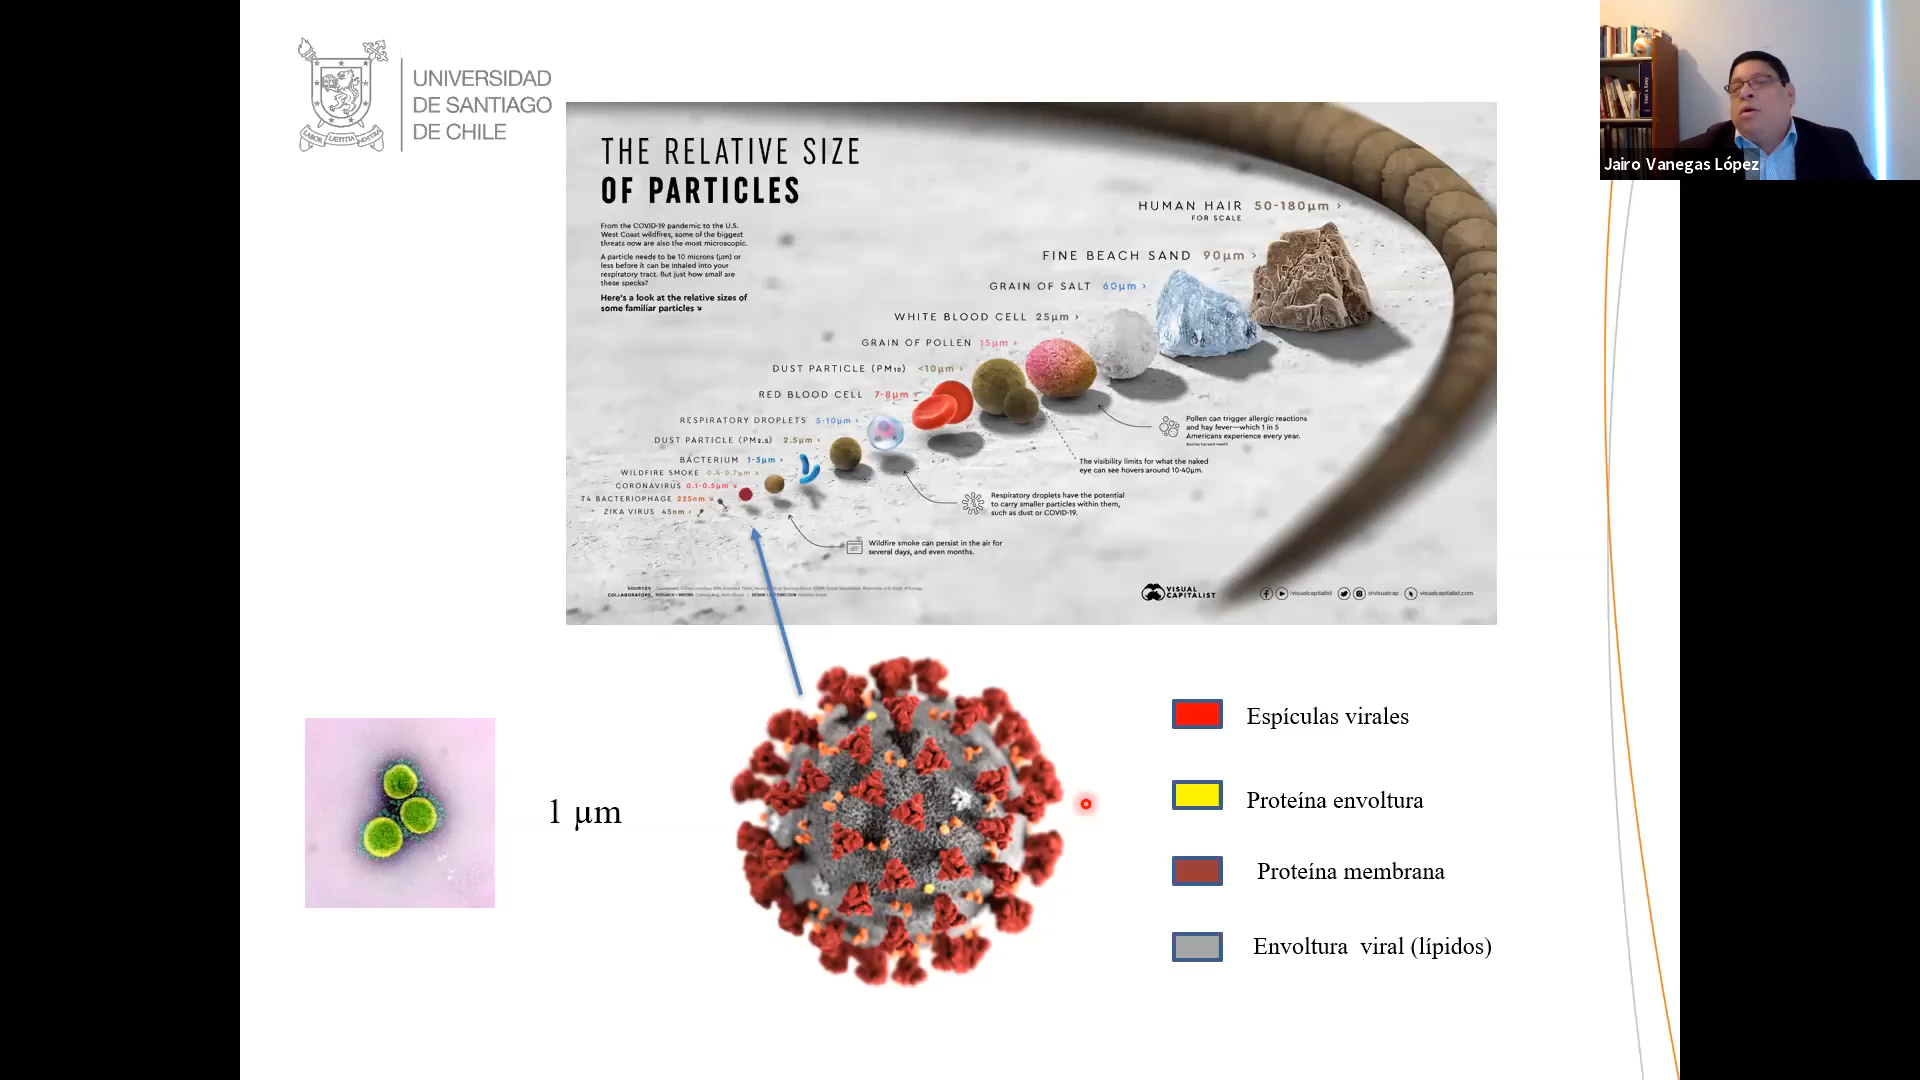 UNIVERSIDAD
DE SANTIAGO
DE CHILE
LABOR LÆTITIA NOSTRA
Jairo Vanegas López
THE RELATIVE SIZE
OF PARTICLES
From the COVID-19 pandemic to the U.S.
West Coast wildfires, some of the biggest
threats now are also the most microscopic.
A particle needs to be 10 microns (µm) or
less before it can be inhaled into your
respiratory tract. But just how small are
these specks?
Here's a look at the relative sizes of
some familiar particles
HUMAN HAIR 50-180µm
FOR SCALE
FINE BEACH SAND 90µm
GRAIN OF SALT 60µm
WHITE BLOOD CELL 25µm
GRAIN OF POLLEN 15µm
DUST PARTICLE (PM10) <10µm
RED BLOOD CELL 7-8µm
RESPIRATORY DROPLETS 5-10µm
DUST PARTICLE (PM2.5) 2.5µm
BACTERIUM 1-3µm
WILDFIRE SMOKE 0.4-0.7µm
CORONAVIRUS 0.1-0.5µm
T4 BACTERIOPHAGE 225nm
ZIKA VIRUS 45nm
Pollen can trigger allergic reactions
and hay fever—which 1 in 5
Americans experience every year.
The visibility limits for what the naked
eye can see hovers around 10-40µm.
Respiratory droplets have the potential
to carry smaller particles within them,
such as dust or COVID-19.
Wildfire smoke can persist in the air for
several days, and even months.
SOURCES
COLLABORATORS
VISUAL
CAPITALIST
/visualcapitalist
@visualcap
visualcapitalist.com
1 µm
Espículas virales
Proteína envoltura
Proteína membrana
Envoltura viral (lípidos)